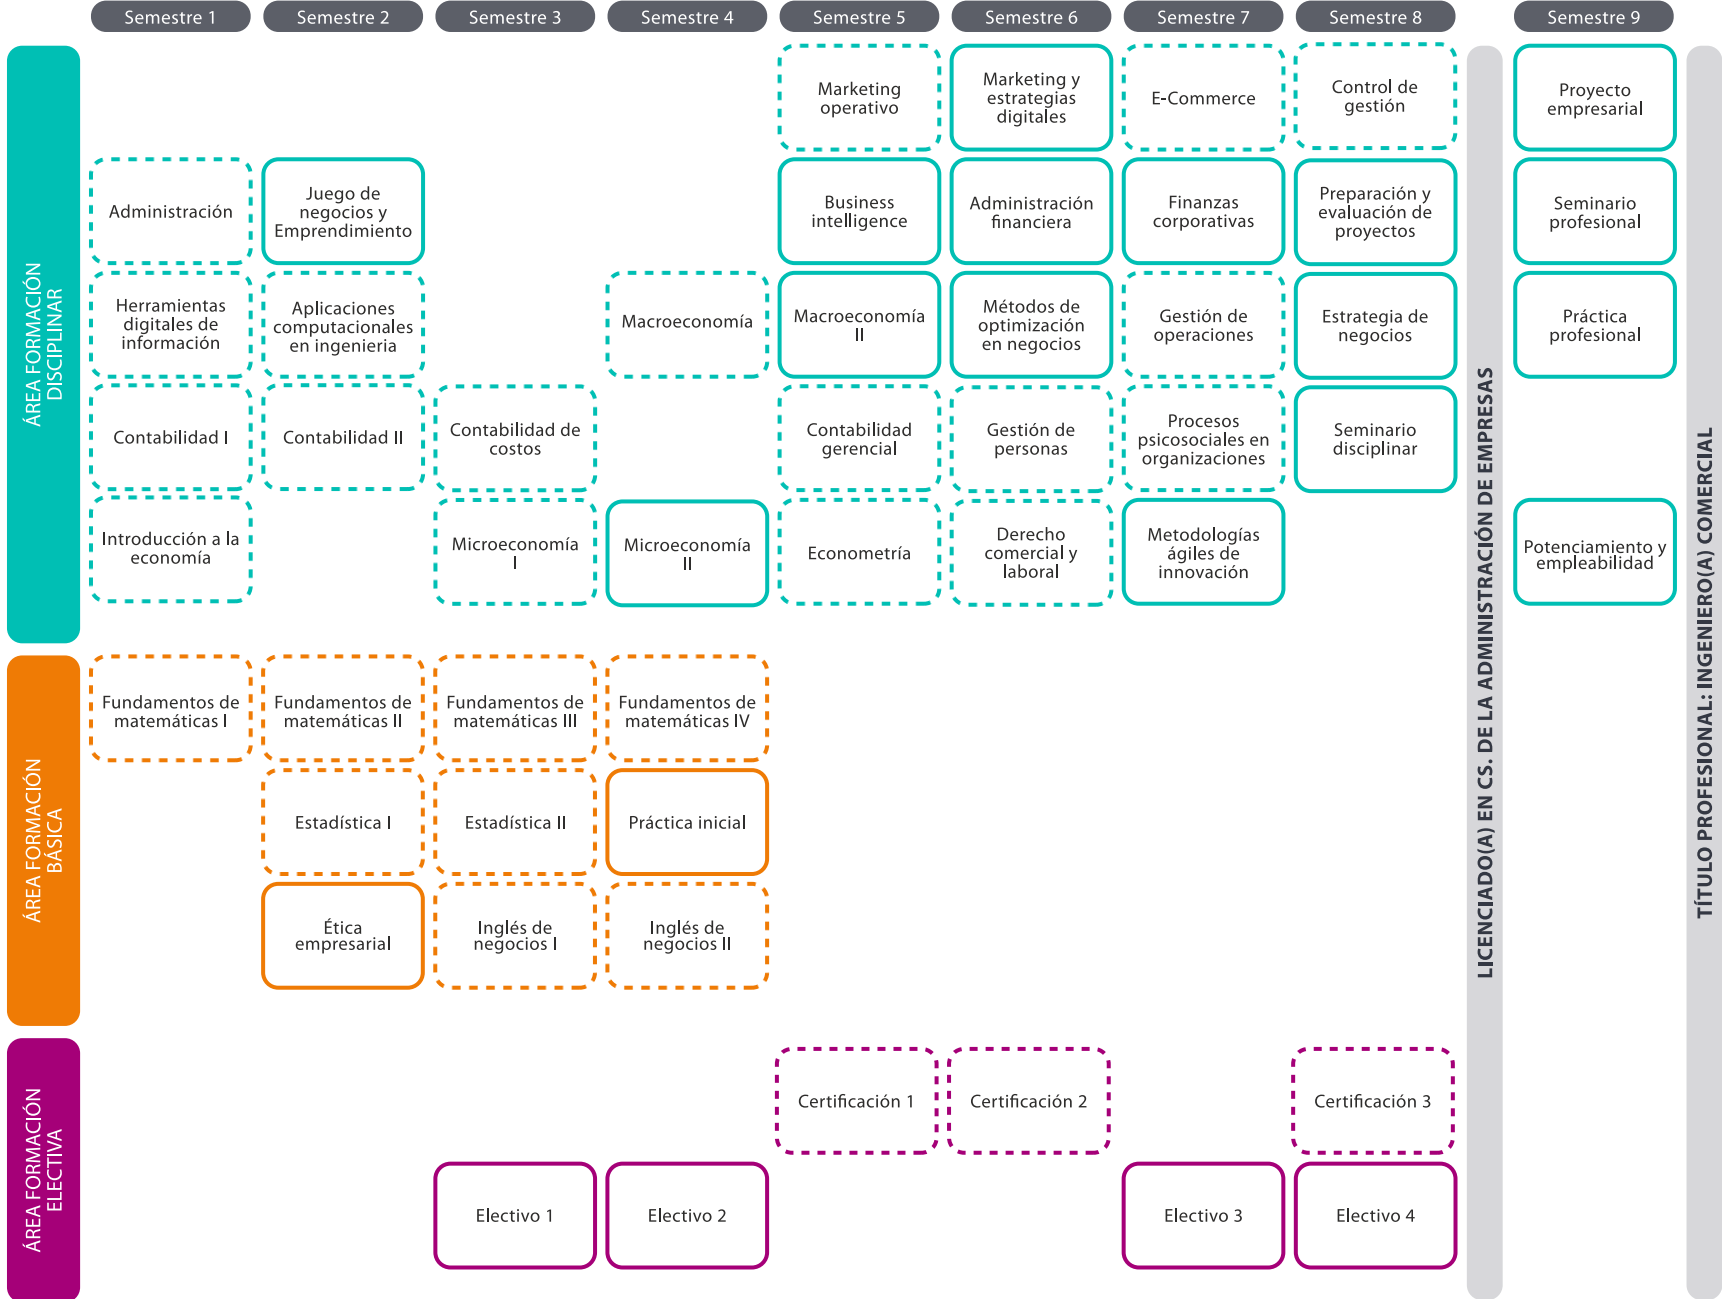 Semestre 1
Semestre 2
Semestre 3
Semestre 4
Semestre 5
Semestre 6
Semestre 7
Semestre 8
Semestre 9
ÁREA FORMACIÓN
DISCIPLINAR
Marketing
operativo
Marketing y
estrategias
digitales
E-Commerce
Control de
gestión
Proyecto
empresarial
Administración
Juego de
negocios y
Emprendimiento
Business
intelligence
Administración
financiera
Finanzas
corporativas
Preparación y
evaluación de
proyectos
Seminario
profesional
Herramientas
digitales de
información
Aplicaciones
computacionales
en ingenieria
Macroeconomía
Macroeconomía
II
Métodos de
optimización
en negocios
Gestión de
operaciones
Estrategia de
negocios
Práctica
profesional
Contabilidad I
Contabilidad II
Contabilidad de
costos
Contabilidad
gerencial
Gestión de
personas
Procesos
psicosociales en
organizaciones
Seminario
disciplinar
Introducción a la
economía
Microeconomía
I
Microeconomía
II
Econometría
Derecho
comercial y
laboral
Metodologías
ágiles de
innovación
Potenciamiento y
empleabilidad
ÁREA FORMACIÓN
BÁSICA
Fundamentos de
matemáticas I
Fundamentos de
matemáticas II
Fundamentos de
matemáticas III
Fundamentos de
matemáticas IV
Estadística I
Estadística II
Práctica inicial
Ética
empresarial
Inglés de
negocios I
Inglés de
negocios II
ÁREA FORMACIÓN
ELECTIVA
Certificación 1
Certificación 2
Certificación 3
Electivo 1
Electivo 2
Electivo 3
Electivo 4
LICENCIADO(A) EN CS. DE LA ADMINISTRACIÓN DE EMPRESAS
TÍTULO PROFESIONAL: INGENIERO(A) COMERCIAL